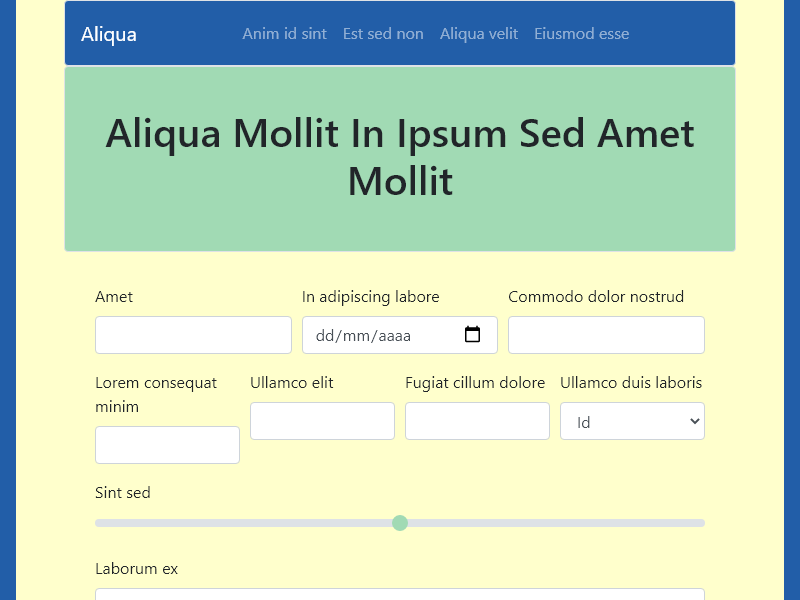 Aliqua
Anim id sint Est sed non Aliqua velit Eiusmod esse
Aliqua Mollit In Ipsum Sed Amet
Mollit
Amet
In adipiscing labore
dd/mm/aaaa
Commodo dolor nostrud
Lorem consequat
minim
Ullamco elit
Fugiat cillum dolore
Ullamco duis laboris
Id
Sint sed
Laborum ex